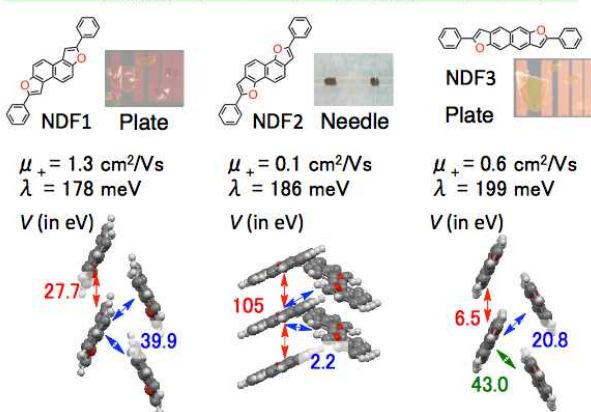 O
O
NDF1
Plate
O
O
NDF2
Needle
O
O
NDF3
Plate
μ+ = 1.3 cm²/Vs
λ = 178 meV
V (in eV)
27.7
39.9
μ+ = 0.1 cm²/Vs
λ = 186 meV
V (in eV)
105
2.2
μ+ = 0.6 cm²/Vs
λ = 199 meV
V (in eV)
6.5
20.8
43.0